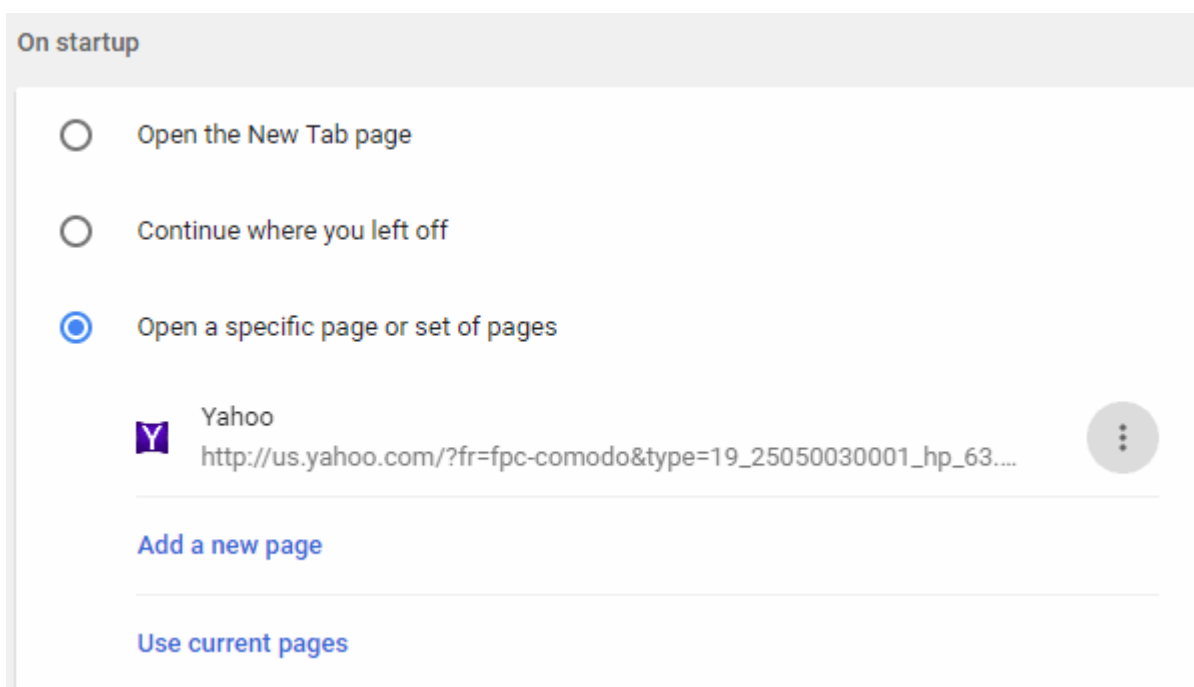 On startup
Open the New Tab page
Continue where you left off
Open a specific page or set of pages
Yahoo
http://us.yahoo.com/?fr=fpc-comodo&type=19_25050030001_hp_63....
Add a new page
Use current pages